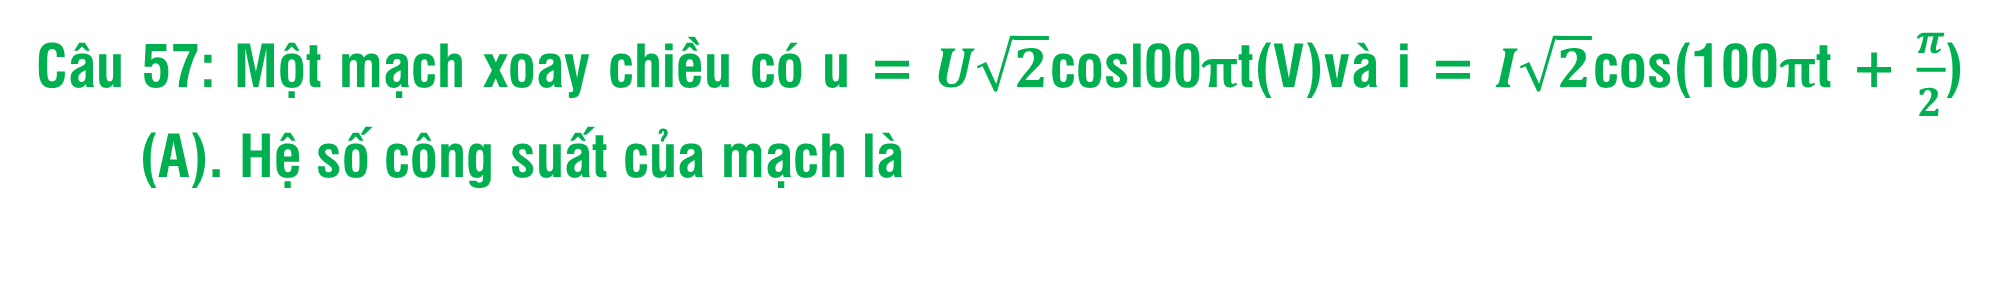 Câu 57: Một mạch xoay chiều có u = U√2cosl00πt(V)và i = I√2cos(100πt + π/2)
(A). Hệ số công suất của mạch là